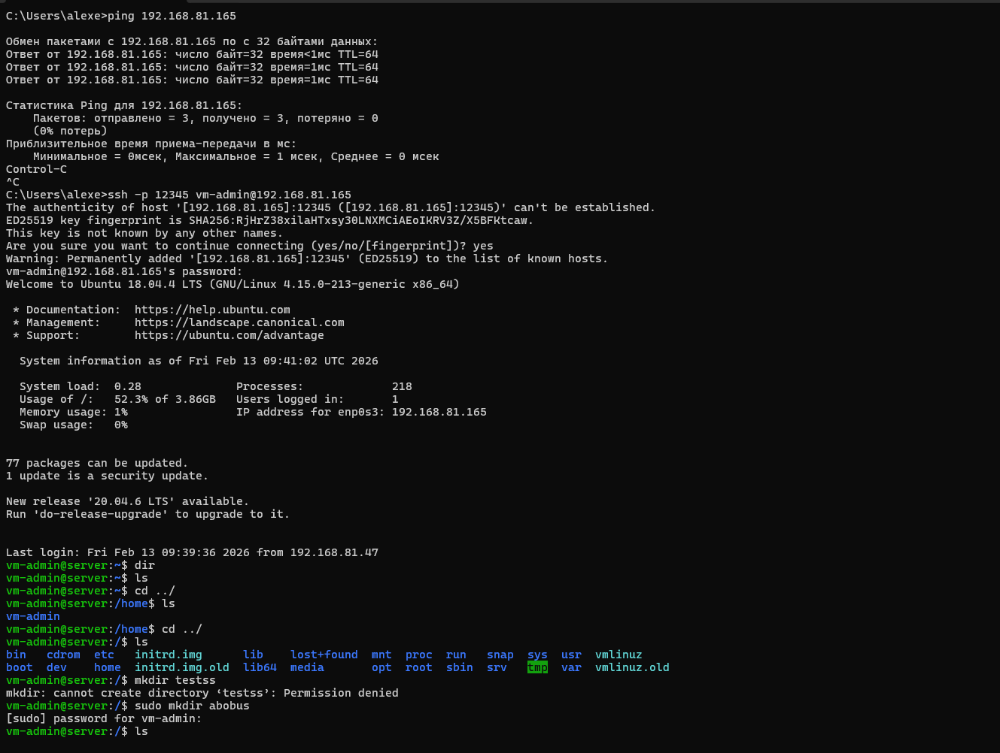 C:\Users\alexe>ping 192.168.81.165
Обмен пакетами с 192.168.81.165 по с 32 байтами данных:
Ответ от 192.168.81.165: число байт=32 время<1мс TTL=64
Ответ от 192.168.81.165: число байт=32 время=1мс TTL=64
Ответ от 192.168.81.165: число байт=32 время=1мс TTL=64
Статистика Ping для 192.168.81.165:
    Пакетов: отправлено = 3, получено = 3, потеряно = 0
    (0% потерь)
Приблизительное время приема-передачи в мс:
    Минимальное = 0мсек, Максимальное = 1 мсек, Среднее = 0 мсек
Control-C
^C
C:\Users\alexe>ssh -p 12345 vm-admin@192.168.81.165
The authenticity of host '[192.168.81.165]:12345 ([192.168.81.165]:12345)' can't be established.
ED25519 key fingerprint is SHA256:RjHrZ38xilaHTxsy30LNXMCiAEoIKRV3Z/X5BFKtcaw.
This key is not known by any other names.
Are you sure you want to continue connecting (yes/no/[fingerprint])? yes
Warning: Permanently added '[192.168.81.165]:12345' (ED25519) to the list of known hosts.
vm-admin@192.168.81.165's password:
Welcome to Ubuntu 18.04.4 LTS (GNU/Linux 4.15.0-213-generic x86_64)
 * Documentation:  https://help.ubuntu.com
 * Management:     https://landscape.canonical.com
 * Support:        https://ubuntu.com/advantage
  System information as of Fri Feb 13 09:41:02 UTC 2026
  System load:  0.28              Processes:             218
  Usage of /:   52.3% of 3.86GB   Users logged in:       1
  Memory usage: 1%                IP address for enp0s3: 192.168.81.165
  Swap usage:   0%
77 packages can be updated.
1 update is a security update.
New release '20.04.6 LTS' available.
Run 'do-release-upgrade' to upgrade to it.
Last login: Fri Feb 13 09:39:36 2026 from 192.168.81.47
vm-admin@server:~$ dir
vm-admin@server:~$ ls
vm-admin@server:~$ cd ../
vm-admin@server:/home$ ls
vm-admin
vm-admin@server:/home$ cd ../
vm-admin@server:/$ ls
bin   cdrom  etc   initrd.img      lib    lost+found  mnt  proc  run   snap  sys  usr  vmlinuz
boot  dev    home  initrd.img.old  lib64  media       opt  root  sbin  srv   tmp  var  vmlinuz.old
vm-admin@server:/$ mkdir testss
mkdir: cannot create directory ‘testss’: Permission denied
vm-admin@server:/$ sudo mkdir abobus
[sudo] password for vm-admin:
vm-admin@server:/$ ls